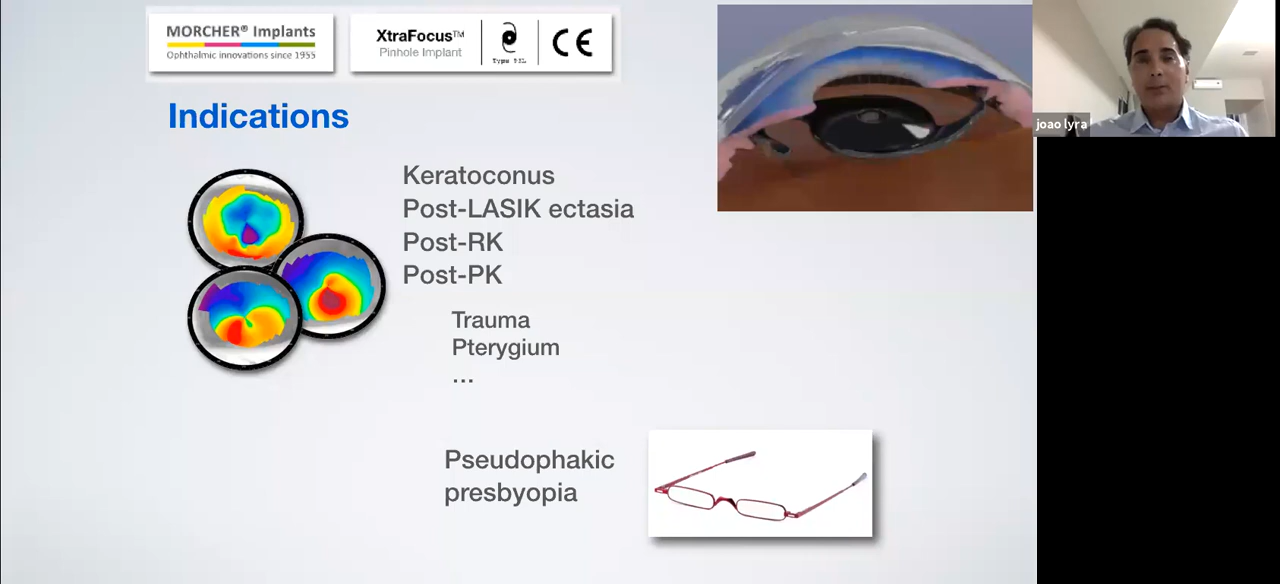 MORCHER® Implants
Ophthalmic innovations since 1955
XtraFocus™
Pinhole Implant
CE
Indications
joao lyra
Keratoconus
Post-LASIK ectasia
Post-RK
Post-PK
Trauma
Pterygium
...
Pseudophakic
presbyopia